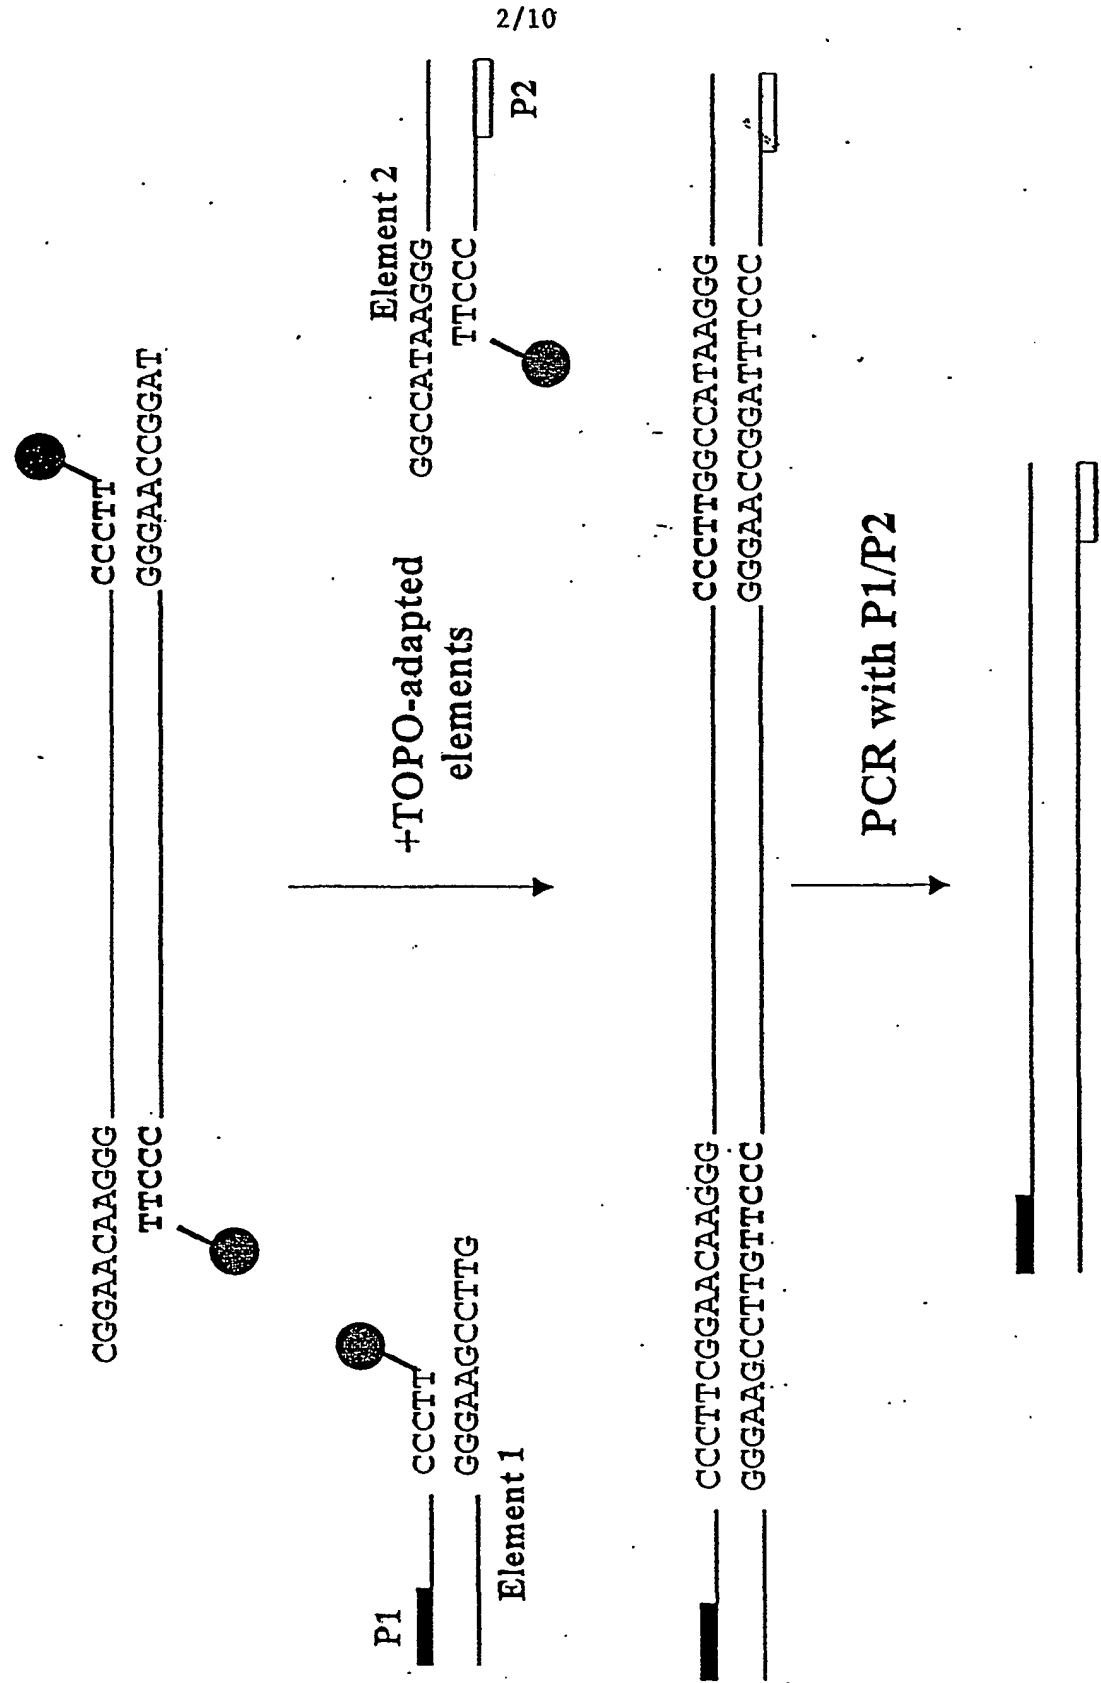 2/10
CGGAACAAGGG CCCTT
TTCCC GGGAACCGGAT
P1
CCCTT
GGGAAGCCTTG
Element 1
+TOPO-adapted
elements
Element 2
GGCCATAAGGG
TTCCC
P2
CCCTTCGGAACAAGGG CCCTTGGCCATAAGGG
GGGAAGCCTTGTTCCC GGGAACCGGATTTCCC
PCR with P1/P2